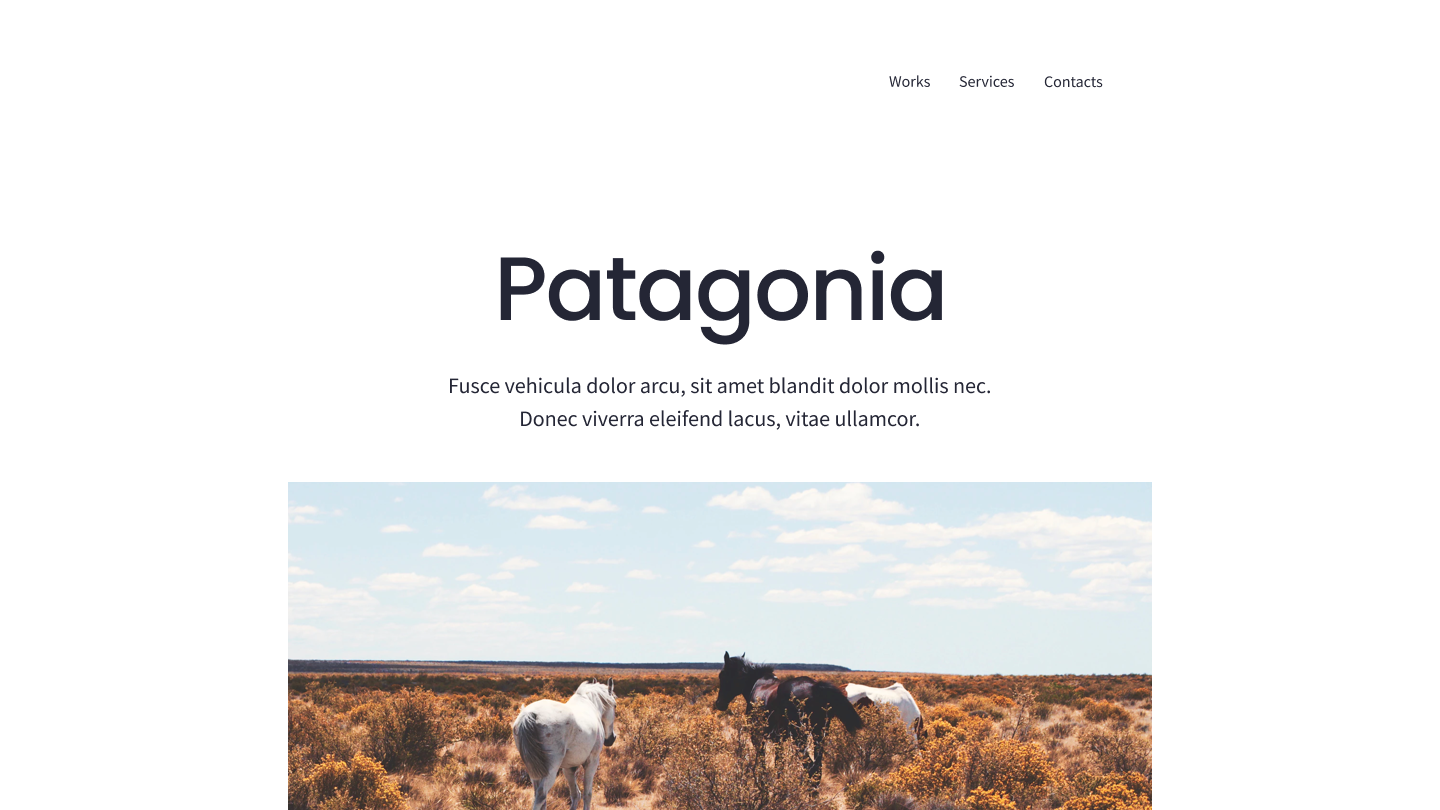 Works Services Contacts
Patagonia
Fusce vehicula dolor arcu, sit amet blandit dolor mollis nec.
Donec viverra eleifend lacus, vitae ullamcor.